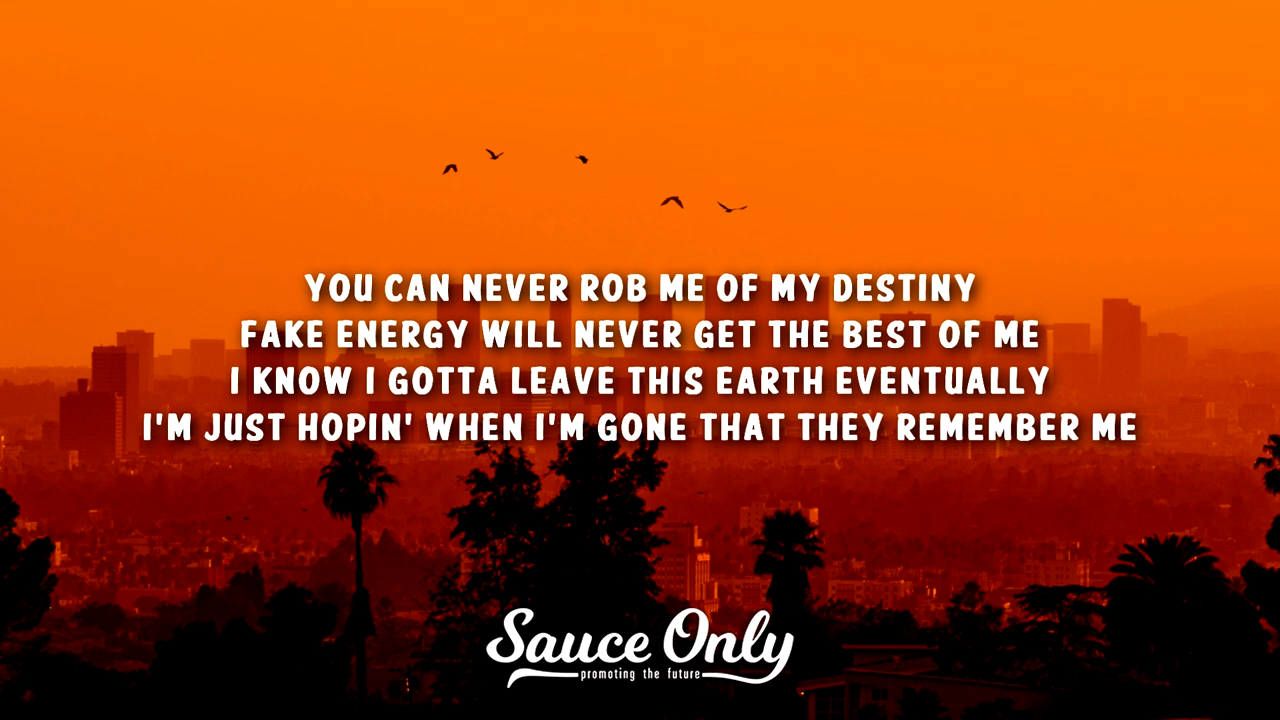 YOU CAN NEVER ROB ME OF MY DESTINY
FAKE ENERGY WILL NEVER GET THE BEST OF ME
I KNOW I GOTTA LEAVE THIS EARTH EVENTUALLY
I'M JUST HOPIN' WHEN I'M GONE THAT THEY REMEMBER ME
Sauce Only
promoting the future